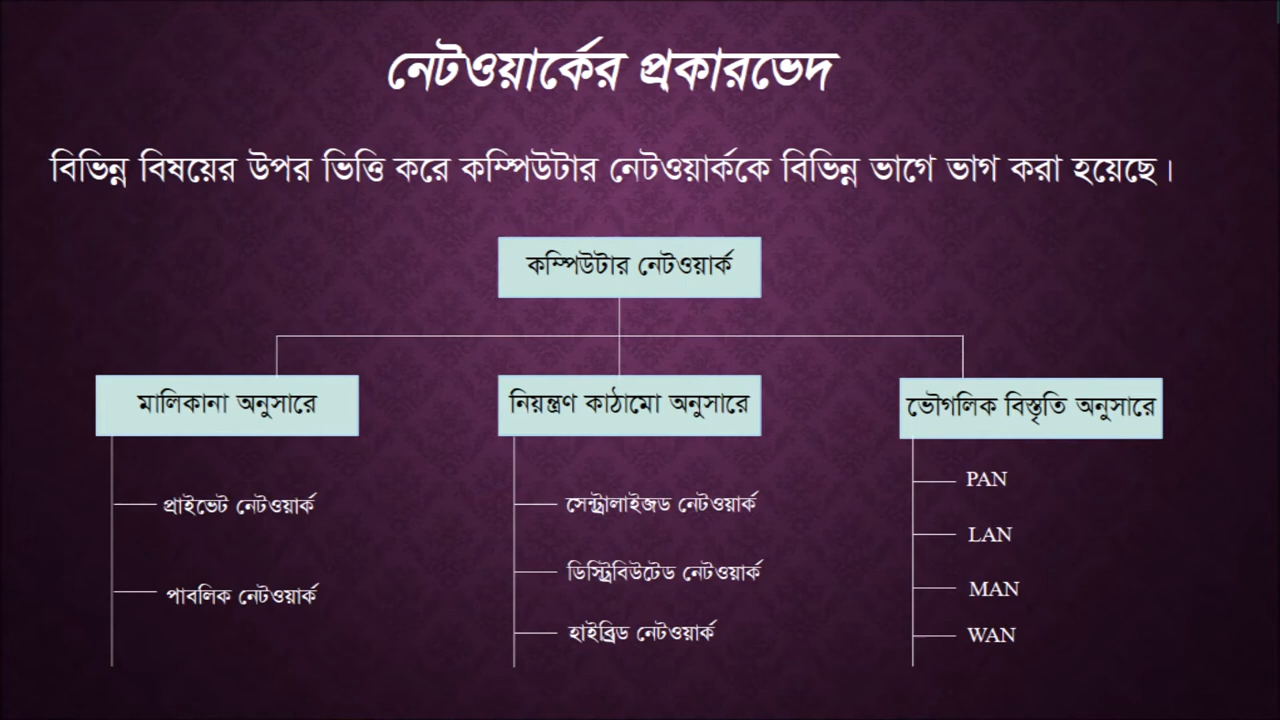 নেটওয়ার্কের প্রকারভেদ
বিভিন্ন বিষয়ের উপর ভিত্তি করে কম্পিউটার নেটওয়ার্ককে বিভিন্ন ভাগে ভাগ করা হয়েছে।
কম্পিউটার নেটওয়ার্ক
মালিকানা অনুসারে
প্রাইভেট নেটওয়ার্ক
পাবলিক নেটওয়ার্ক
নিয়ন্ত্রণ কাঠামো অনুসারে
সেন্ট্রালাইজড নেটওয়ার্ক
ডিস্ট্রিবিউটেড নেটওয়ার্ক
হাইব্রিড নেটওয়ার্ক
ভৌগলিক বিস্তৃতি অনুসারে
PAN
LAN
MAN
WAN